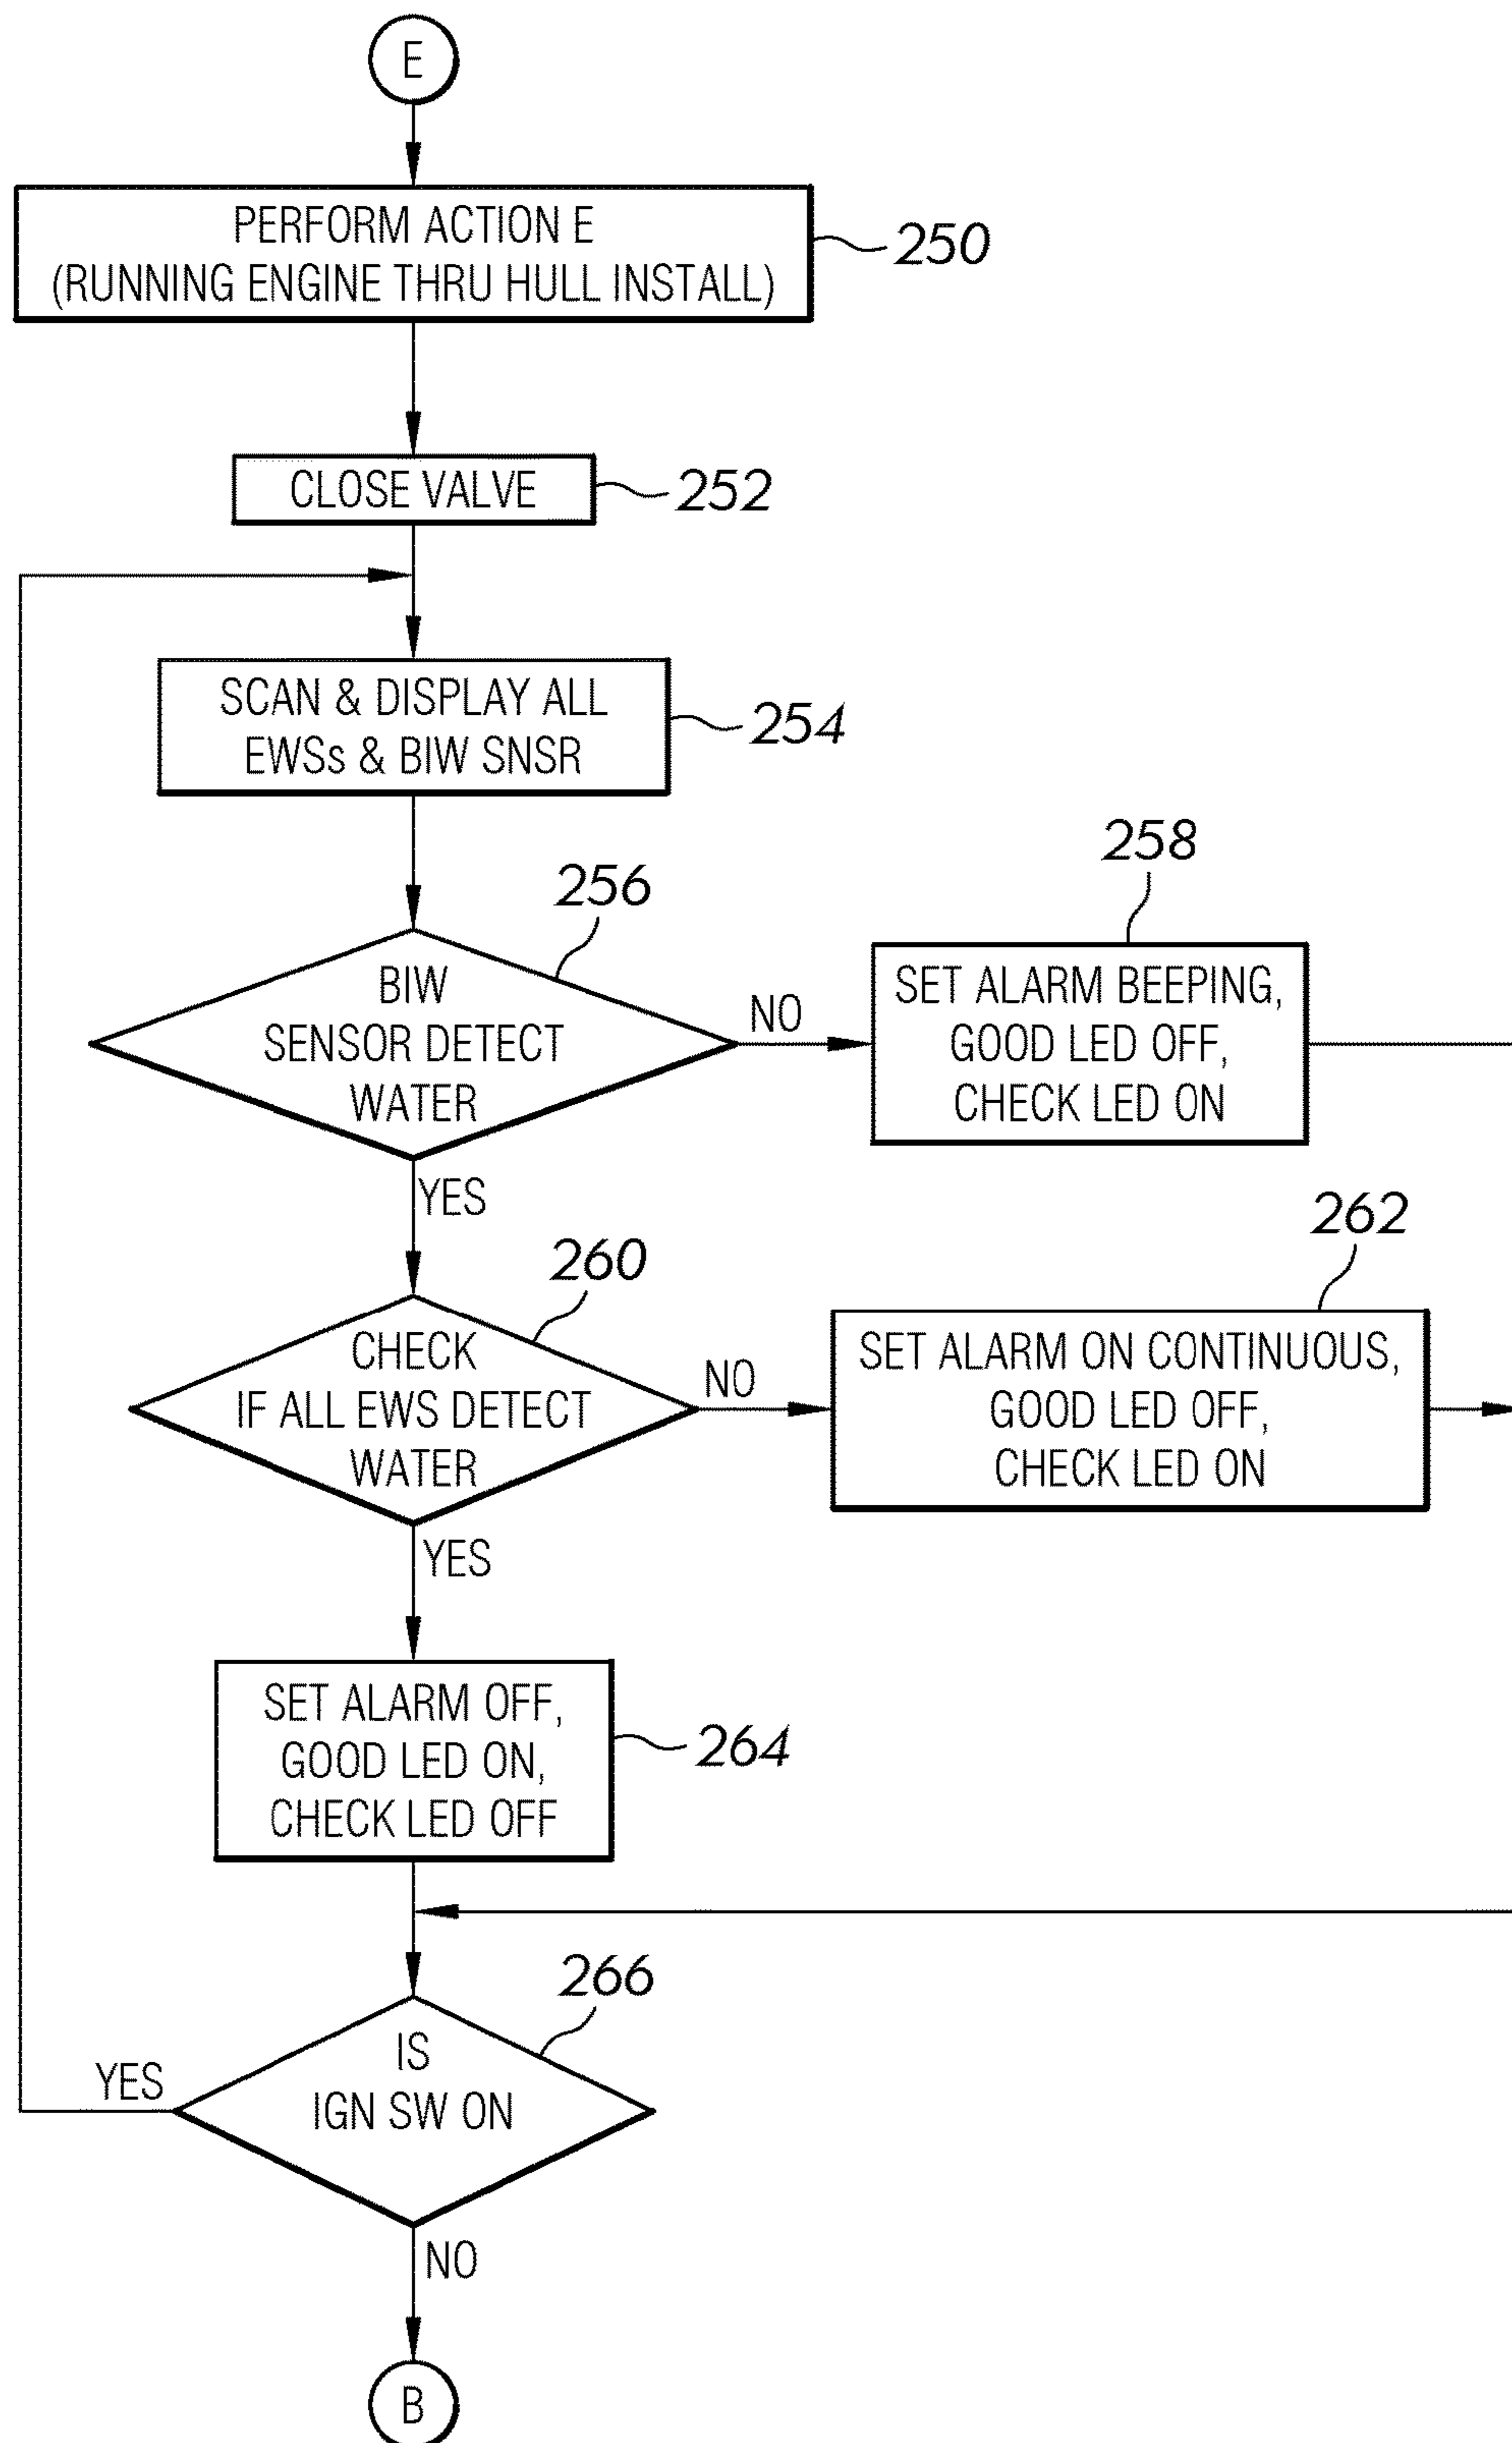 E
PERFORM ACTION E
(RUNNING ENGINE THRU HULL INSTALL)
250
CLOSE VALVE
252
SCAN & DISPLAY ALL
EWSs & BIW SNSR
254
256
BIW
SENSOR DETECT
WATER
NO
258
SET ALARM BEEPING,
GOOD LED OFF,
CHECK LED ON
YES
260
CHECK
IF ALL EWS DETECT
WATER
NO
262
SET ALARM ON CONTINUOUS,
GOOD LED OFF,
CHECK LED ON
YES
SET ALARM OFF,
GOOD LED ON,
CHECK LED OFF
264
266
IS
IGN SW ON
YES
NO
B